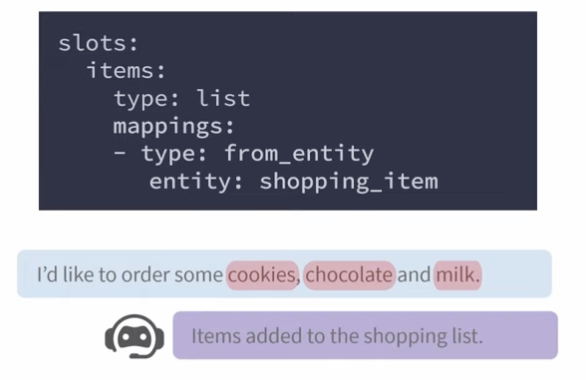 slots:
  items:
    type: list
    mappings:
    - type: from_entity
      entity: shopping_item
I’d like to order some cookies, chocolate and milk.
Items added to the shopping list.